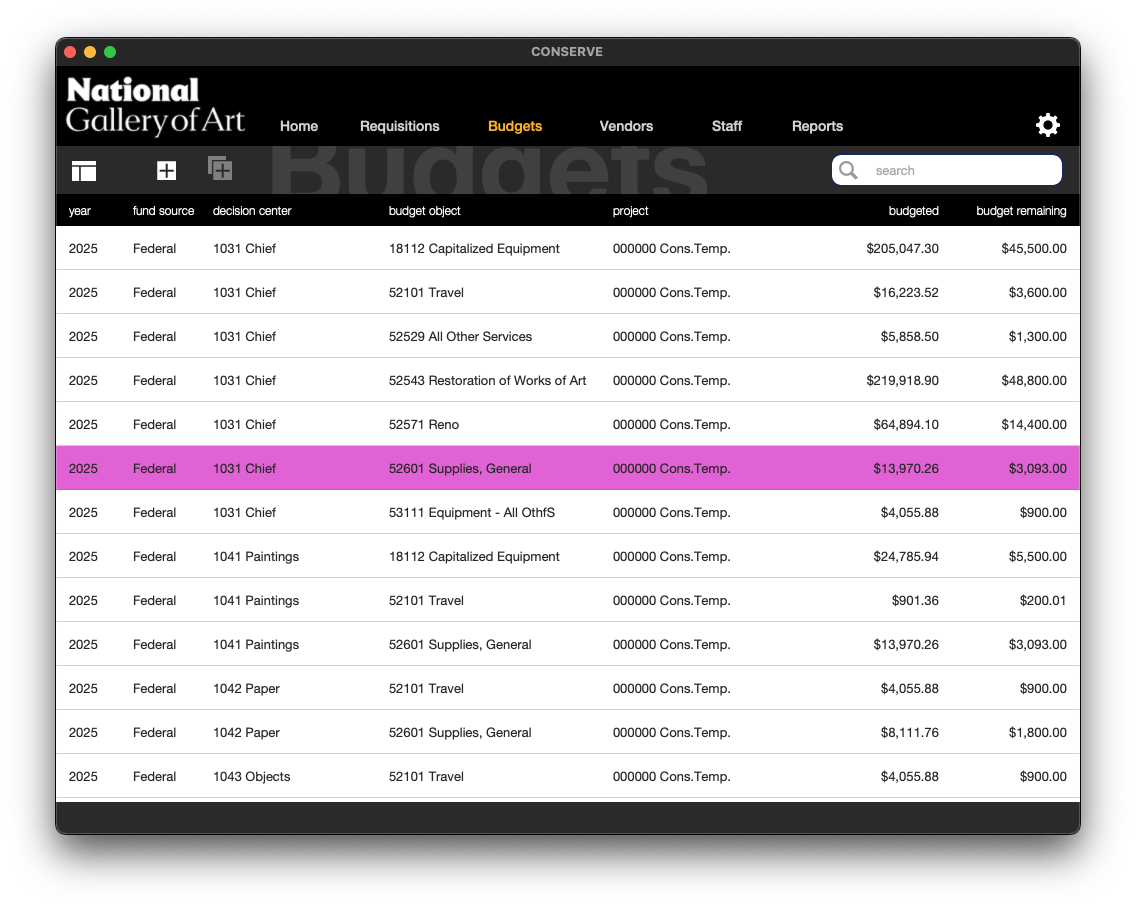 CONSERVE
National
Gallery of Art
Home Requisitions Budgets Vendors Staff Reports
Budgets
search
year fund source decision center budget object project budgeted budget remaining
2025 Federal 1031 Chief 18112 Capitalized Equipment 000000 Cons.Temp. $205,047.30 $45,500.00
2025 Federal 1031 Chief 52101 Travel 000000 Cons.Temp. $16,223.52 $3,600.00
2025 Federal 1031 Chief 52529 All Other Services 000000 Cons.Temp. $5,858.50 $1,300.00
2025 Federal 1031 Chief 52543 Restoration of Works of Art 000000 Cons.Temp. $219,918.90 $48,800.00
2025 Federal 1031 Chief 52571 Reno 000000 Cons.Temp. $64,894.10 $14,400.00
2025 Federal 1031 Chief 52601 Supplies, General 000000 Cons.Temp. $13,970.26 $3,093.00
2025 Federal 1031 Chief 53111 Equipment - All OthfS 000000 Cons.Temp. $4,055.88 $900.00
2025 Federal 1041 Paintings 18112 Capitalized Equipment 000000 Cons.Temp. $24,785.94 $5,500.00
2025 Federal 1041 Paintings 52101 Travel 000000 Cons.Temp. $901.36 $200.01
2025 Federal 1041 Paintings 52601 Supplies, General 000000 Cons.Temp. $13,970.26 $3,093.00
2025 Federal 1042 Paper 52101 Travel 000000 Cons.Temp. $4,055.88 $900.00
2025 Federal 1042 Paper 52601 Supplies, General 000000 Cons.Temp. $8,111.76 $1,800.00
2025 Federal 1043 Objects 52101 Travel 000000 Cons.Temp. $4,055.88 $900.00